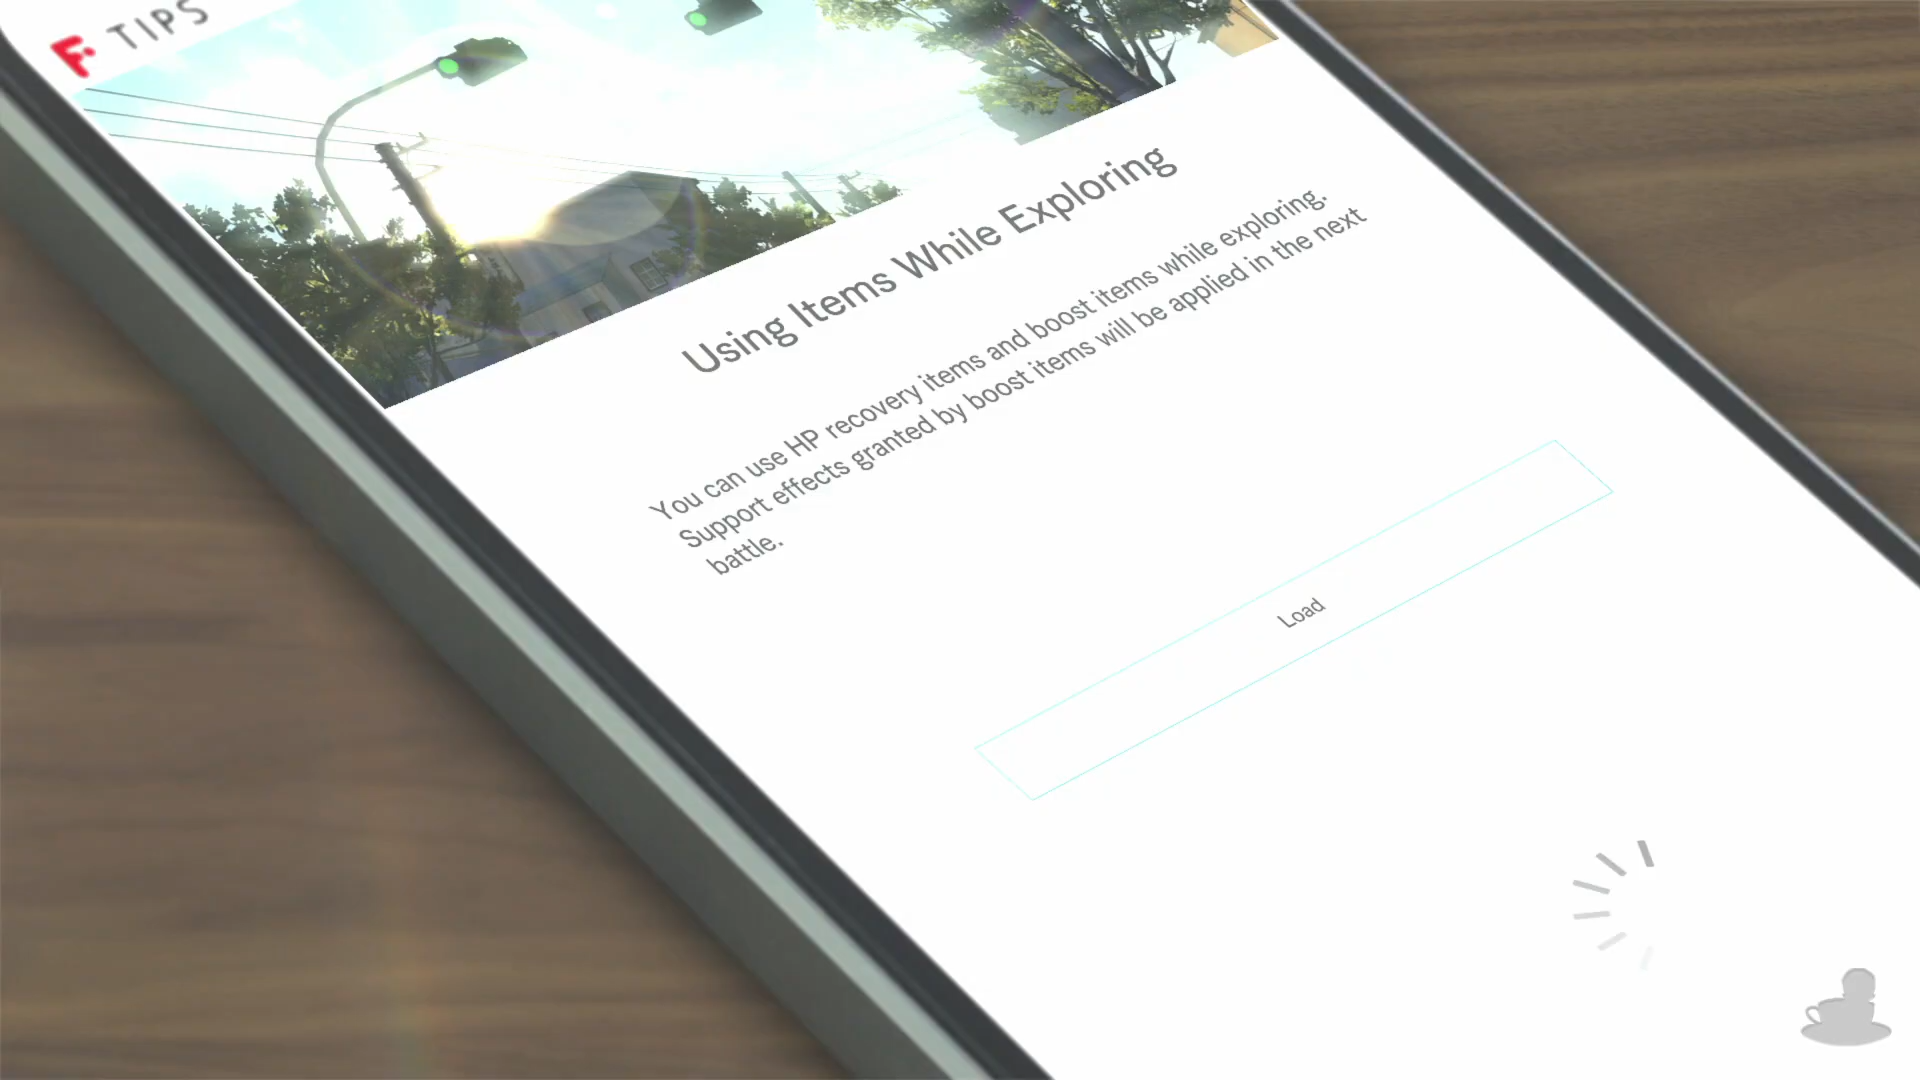 TIPS
Using Items While Exploring
You can use HP recovery items and boost items while exploring.
Support effects granted by boost items will be applied in the next
battle.
Load